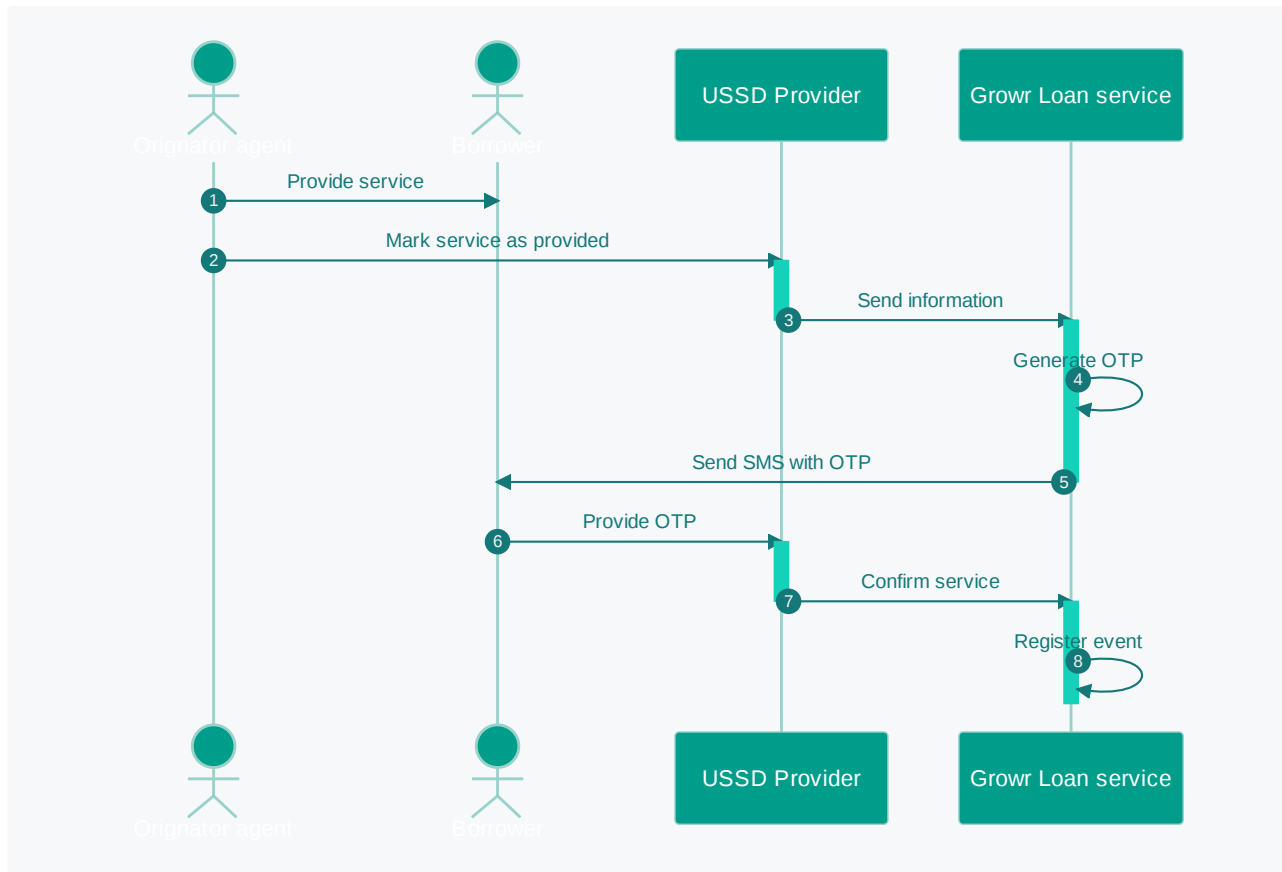 Orignator agent
Borrower
USSD Provider
Growr Loan service
Provide service
1
Mark service as provided
2
Send information
3
Generate OTP
4
Send SMS with OTP
5
Provide OTP
6
Confirm service
7
Register event
8
Orignator agent
Borrower
USSD Provider
Growr Loan service